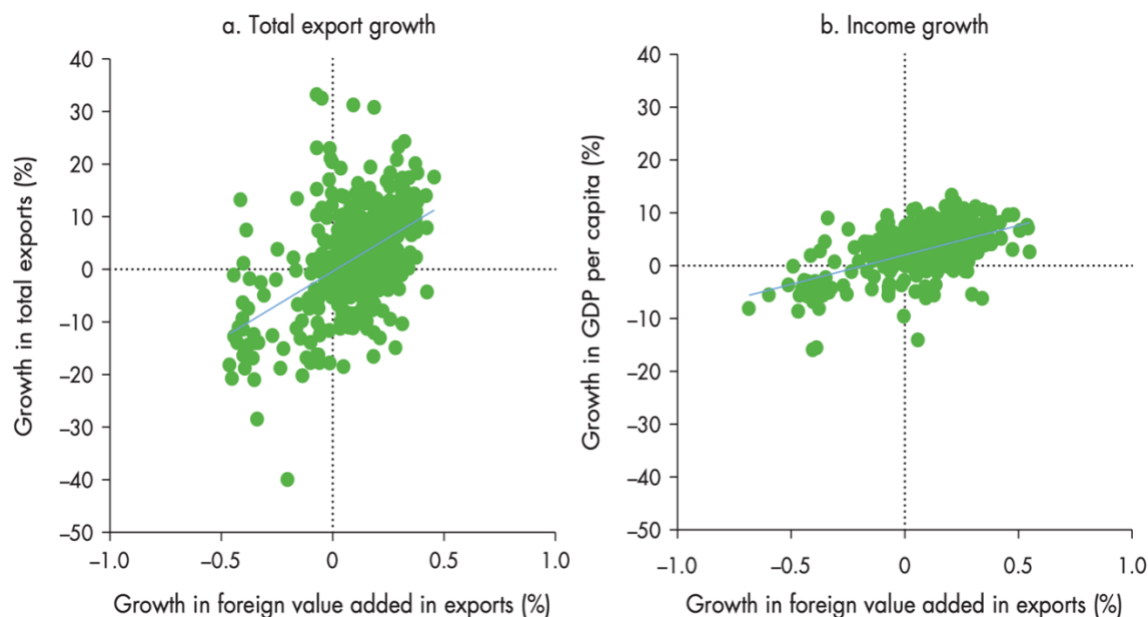 a. Total export growth
40
30
20
10
0
–10
–20
–30
–40
–50
Growth in total exports (%)
–1.0 –0.5 0 0.5 1.0
Growth in foreign value added in exports (%)
b. Income growth
40
30
20
10
0
–10
–20
–30
–40
–50
Growth in GDP per capita (%)
–1.0 –0.5 0 0.5 1.0
Growth in foreign value added in exports (%)